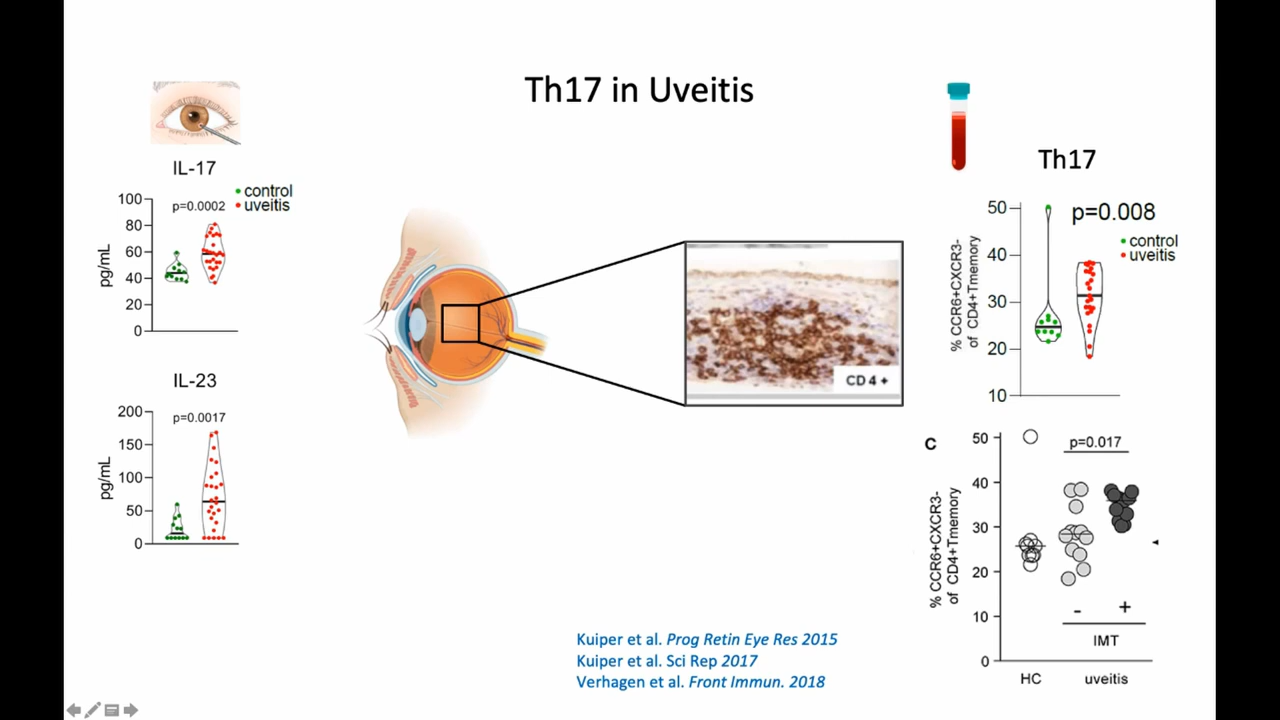 Th17 in Uveitis
IL-17
control
uveitis
p=0.0002
100
80
60
40
20
0
pg/mL
IL-23
p=0.0017
200
150
100
50
0
pg/mL
CD4+
Th17
p=0.008
control
uveitis
50
40
30
20
10
% CCR6+CXCR3-
of CD4+Tmemory
C
p=0.017
50
40
30
20
10
0
% CCR6+CXCR3-
of CD4+Tmemory
- +
IMT
HC uveitis
Kuiper et al. Prog Retin Eye Res 2015
Kuiper et al. Sci Rep 2017
Verhagen et al. Front Immun. 2018